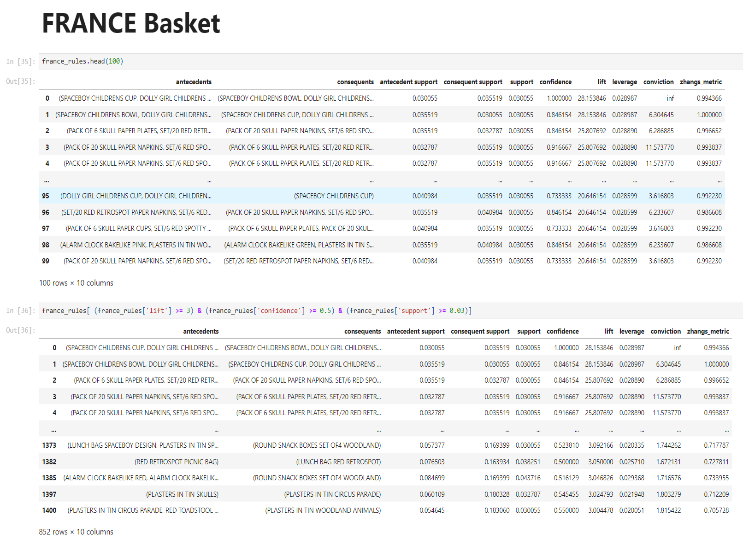 FRANCE Basket
In [35]: france_rules.head(100)
Out[35]:
antecedents consequents antecedent support consequent support support confidence lift leverage conviction zhangs_metric
0 (SPACEBOY CHILDRENS CUP, DOLLY GIRL CHILDRENS ... (SPACEBOY CHILDRENS BOWL, DOLLY GIRL CHILDRENS... 0.030055 0.035519 0.030055 1.000000 28.153846 0.028987 inf 0.994366
1 (SPACEBOY CHILDRENS BOWL, DOLLY GIRL CHILDRENS... (SPACEBOY CHILDRENS CUP, DOLLY GIRL CHILDRENS ... 0.035519 0.030055 0.030055 0.846154 28.153846 0.028987 6.304645 1.000000
2 (PACK OF 6 SKULL PAPER PLATES, SET/20 RED RETR... (PACK OF 20 SKULL PAPER NAPKINS, SET/6 RED SPO... 0.035519 0.032787 0.030055 0.846154 25.807692 0.028890 6.286885 0.996652
3 (PACK OF 20 SKULL PAPER NAPKINS, SET/6 RED SPO... (PACK OF 6 SKULL PAPER PLATES, SET/20 RED RETR... 0.032787 0.035519 0.030055 0.916667 25.807692 0.028890 11.573770 0.993837
4 (PACK OF 20 SKULL PAPER NAPKINS, SET/6 RED SPO... (PACK OF 6 SKULL PAPER PLATES, SET/20 RED RETR... 0.032787 0.035519 0.030055 0.916667 25.807692 0.028890 11.573770 0.993837
... ... ... ... ... ... ... ... ... ... ...
95 (DOLLY GIRL CHILDRENS CUP, DOLLY GIRL CHILDREN... (SPACEBOY CHILDRENS CUP) 0.040984 0.035519 0.030055 0.733333 20.646154 0.028599 3.616803 0.992230
96 (SET/20 RED RETROSPOT PAPER NAPKINS, SET/6 RED... (PACK OF 20 SKULL PAPER NAPKINS, SET/6 RED SPO... 0.035519 0.040984 0.030055 0.846154 20.646154 0.028599 6.233607 0.986608
97 (PACK OF 6 SKULL PAPER CUPS, SET/6 RED SPOTTY ... (PACK OF 6 SKULL PAPER PLATES, PACK OF 20 SKUL... 0.040984 0.035519 0.030055 0.733333 20.646154 0.028599 3.616803 0.992230
98 (ALARM CLOCK BAKELIKE PINK, PLASTERS IN TIN WO... (ALARM CLOCK BAKELIKE GREEN, PLASTERS IN TIN S... 0.035519 0.040984 0.030055 0.846154 20.646154 0.028599 6.233607 0.986608
99 (PACK OF 20 SKULL PAPER NAPKINS, SET/6 RED SPO... (SET/20 RED RETROSPOT PAPER NAPKINS, SET/6 RED... 0.040984 0.035519 0.030055 0.733333 20.646154 0.028599 3.616803 0.992230
100 rows × 10 columns
In [36]: france_rules[ (france_rules['lift'] >= 3) & (france_rules['confidence'] >= 0.5) & (france_rules['support'] >= 0.03)]
Out[36]:
antecedents consequents antecedent support consequent support support confidence lift leverage conviction zhangs_metric
0 (SPACEBOY CHILDRENS CUP, DOLLY GIRL CHILDRENS ... (SPACEBOY CHILDRENS BOWL, DOLLY GIRL CHILDRENS... 0.030055 0.035519 0.030055 1.000000 28.153846 0.028987 inf 0.994366
1 (SPACEBOY CHILDRENS BOWL, DOLLY GIRL CHILDRENS... (SPACEBOY CHILDRENS CUP, DOLLY GIRL CHILDRENS ... 0.035519 0.030055 0.030055 0.846154 28.153846 0.028987 6.304645 1.000000
2 (PACK OF 6 SKULL PAPER PLATES, SET/20 RED RETR... (PACK OF 20 SKULL PAPER NAPKINS, SET/6 RED SPO... 0.035519 0.032787 0.030055 0.846154 25.807692 0.028890 6.286885 0.996652
3 (PACK OF 20 SKULL PAPER NAPKINS, SET/6 RED SPO... (PACK OF 6 SKULL PAPER PLATES, SET/20 RED RETR... 0.032787 0.035519 0.030055 0.916667 25.807692 0.028890 11.573770 0.993837
4 (PACK OF 20 SKULL PAPER NAPKINS, SET/6 RED SPO... (PACK OF 6 SKULL PAPER PLATES, SET/20 RED RETR... 0.032787 0.035519 0.030055 0.916667 25.807692 0.028890 11.573770 0.993837
... ... ... ... ... ... ... ... ... ... ...
1373 (LUNCH BAG SPACEBOY DESIGN, PLASTERS IN TIN SP... (ROUND SNACK BOXES SET OF4 WOODLAND) 0.057377 0.169399 0.030055 0.523810 3.092166 0.020335 1.744262 0.717787
1382 (RED RETROSPOT PICNIC BAG) (LUNCH BAG RED RETROSPOT) 0.076503 0.163934 0.038251 0.500000 3.050000 0.025710 1.672131 0.727811
1385 (ALARM CLOCK BAKELIKE RED, ALARM CLOCK BAKELIK... (ROUND SNACK BOXES SET OF4 WOODLAND) 0.084699 0.169399 0.043716 0.516129 3.046826 0.029368 1.716576 0.733955
1397 (PLASTERS IN TIN SKULLS) (PLASTERS IN TIN CIRCUS PARADE) 0.060109 0.180328 0.032787 0.545455 3.024793 0.021948 1.803279 0.712209
1400 (PLASTERS IN TIN CIRCUS PARADE, RED TOADSTOOL ... (PLASTERS IN TIN WOODLAND ANIMALS) 0.054645 0.183060 0.030055 0.550000 3.004478 0.020051 1.815422 0.705728
852 rows × 10 columns